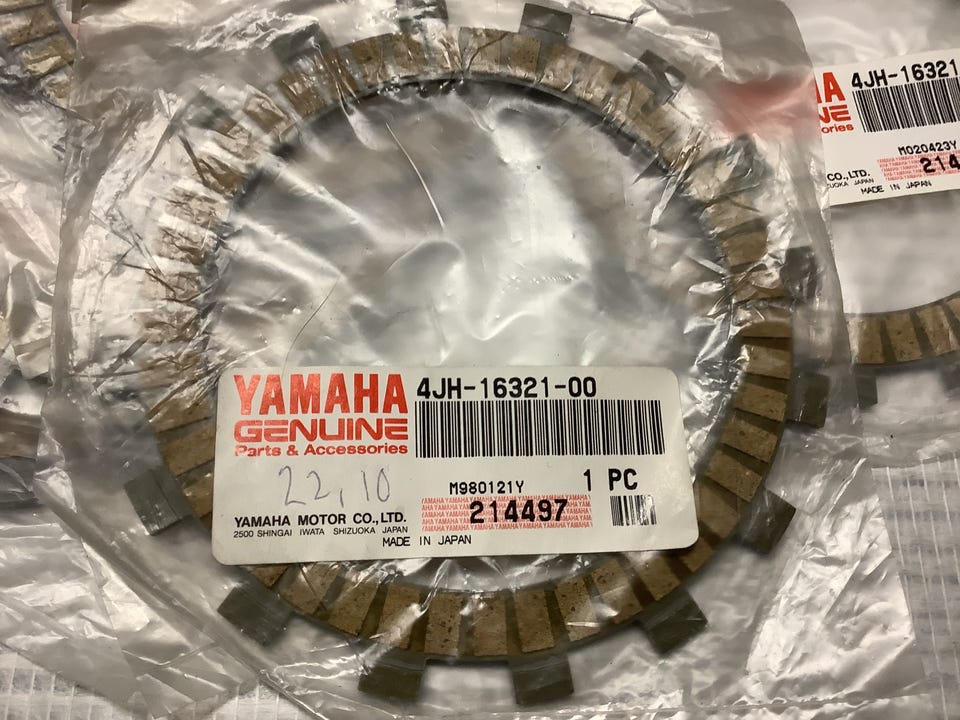 YAMAHA
GENUINE
Parts & Accessories
4JH-16321-00
22,10
M980121Y
1 PC
214497
YAMAHA MOTOR CO.,LTD.
2500 SHINGAI IWATA SHIZUOKA JAPAN
MADE IN JAPAN
4JH-16321
M020423Y
214
CO.,LTD.
JAPAN
MADE IN JAPAN